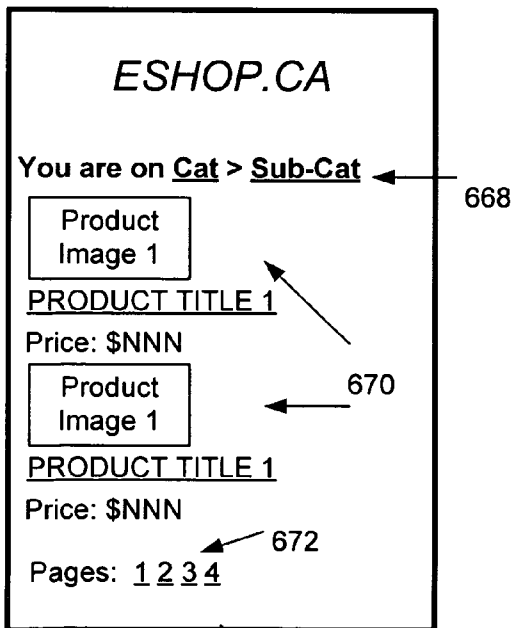 ESHOP.CA
You are on Cat > Sub-Cat
668
Product
Image 1
PRODUCT TITLE 1
Price: $NNN
670
Product
Image 1
PRODUCT TITLE 1
Price: $NNN
672
Pages: 1 2 3 4